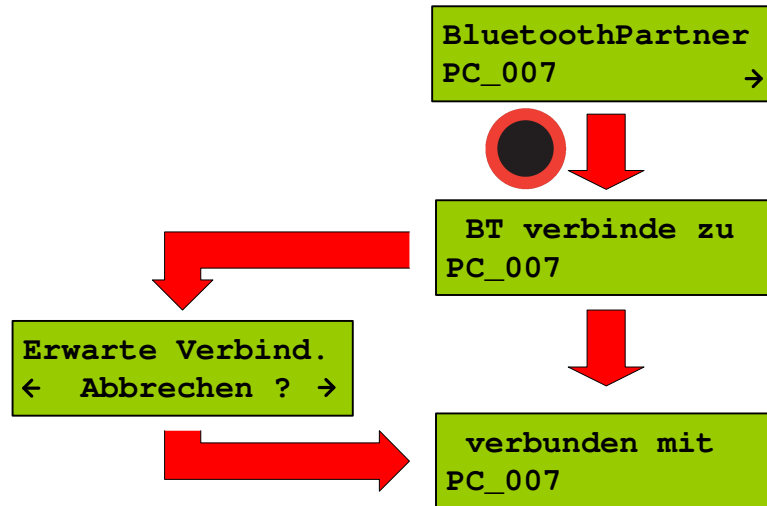 BluetoothPartner
PC_007 →
BT verbinde zu
PC_007
Erwarte Verbind.
← Abbrechen ? →
verbunden mit
PC_007